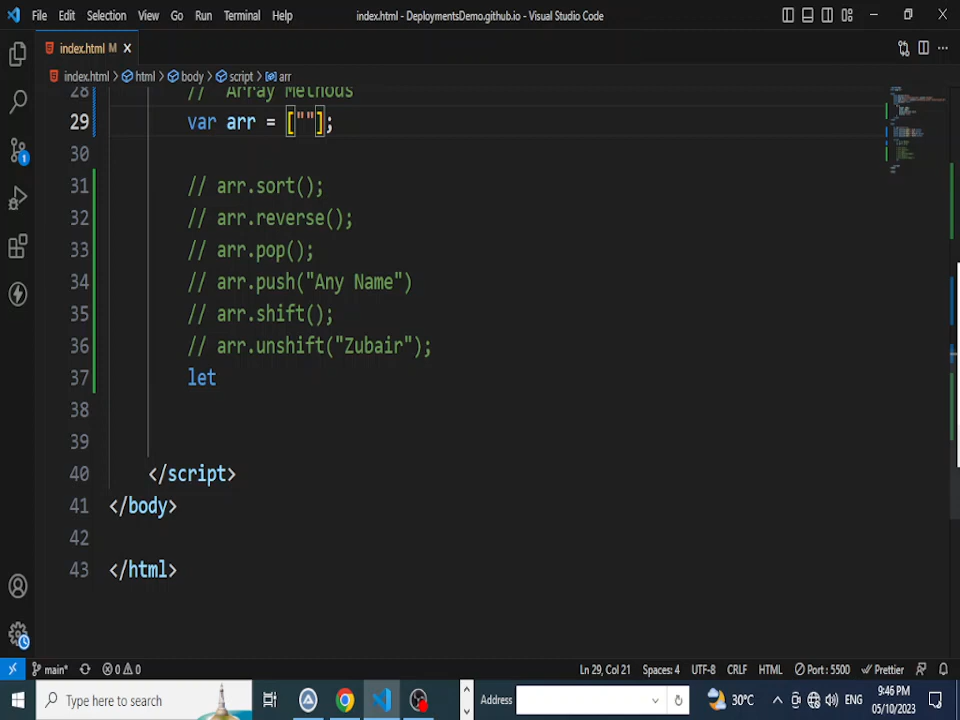 File Edit Selection View Go Run Terminal Help index.html - DeploymentsDemo.github.io - Visual Studio Code
index.html M
index.html > html > body > script > arr
28 // Array Methods
29 var arr = [""];
30
31 // arr.sort();
32 // arr.reverse();
33 // arr.pop();
34 // arr.push("Any Name")
35 // arr.shift();
36 // arr.unshift("Zubair");
37 let
38
39
40 </script>
41 </body>
42
43 </html>
1
main* 0 0 Ln 29, Col 21 Spaces: 4 UTF-8 CRLF HTML Port : 5500 Prettier
Type here to search Address 30°C ENG 9:46 PM
05/10/2023